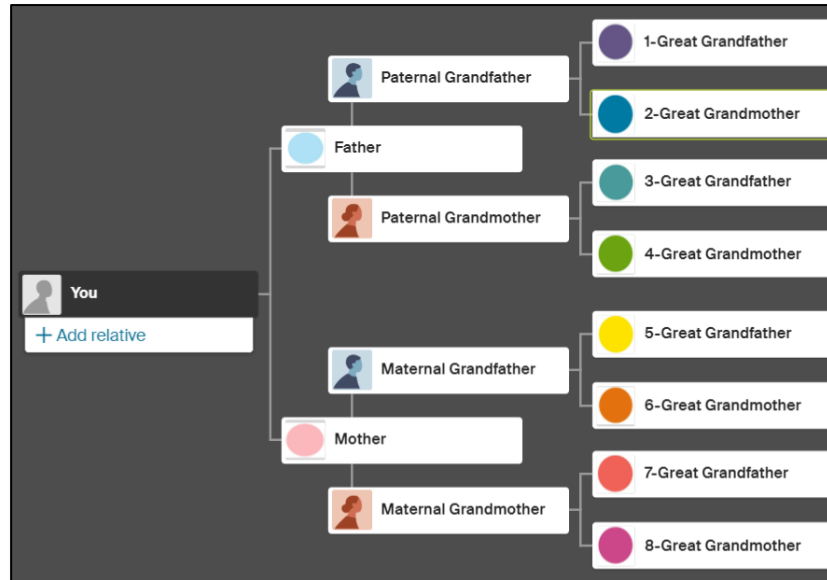 1-Great Grandfather
Paternal Grandfather
2-Great Grandmother
Father
3-Great Grandfather
Paternal Grandmother
4-Great Grandmother
You
+ Add relative
5-Great Grandfather
Maternal Grandfather
6-Great Grandmother
Mother
7-Great Grandfather
Maternal Grandmother
8-Great Grandmother